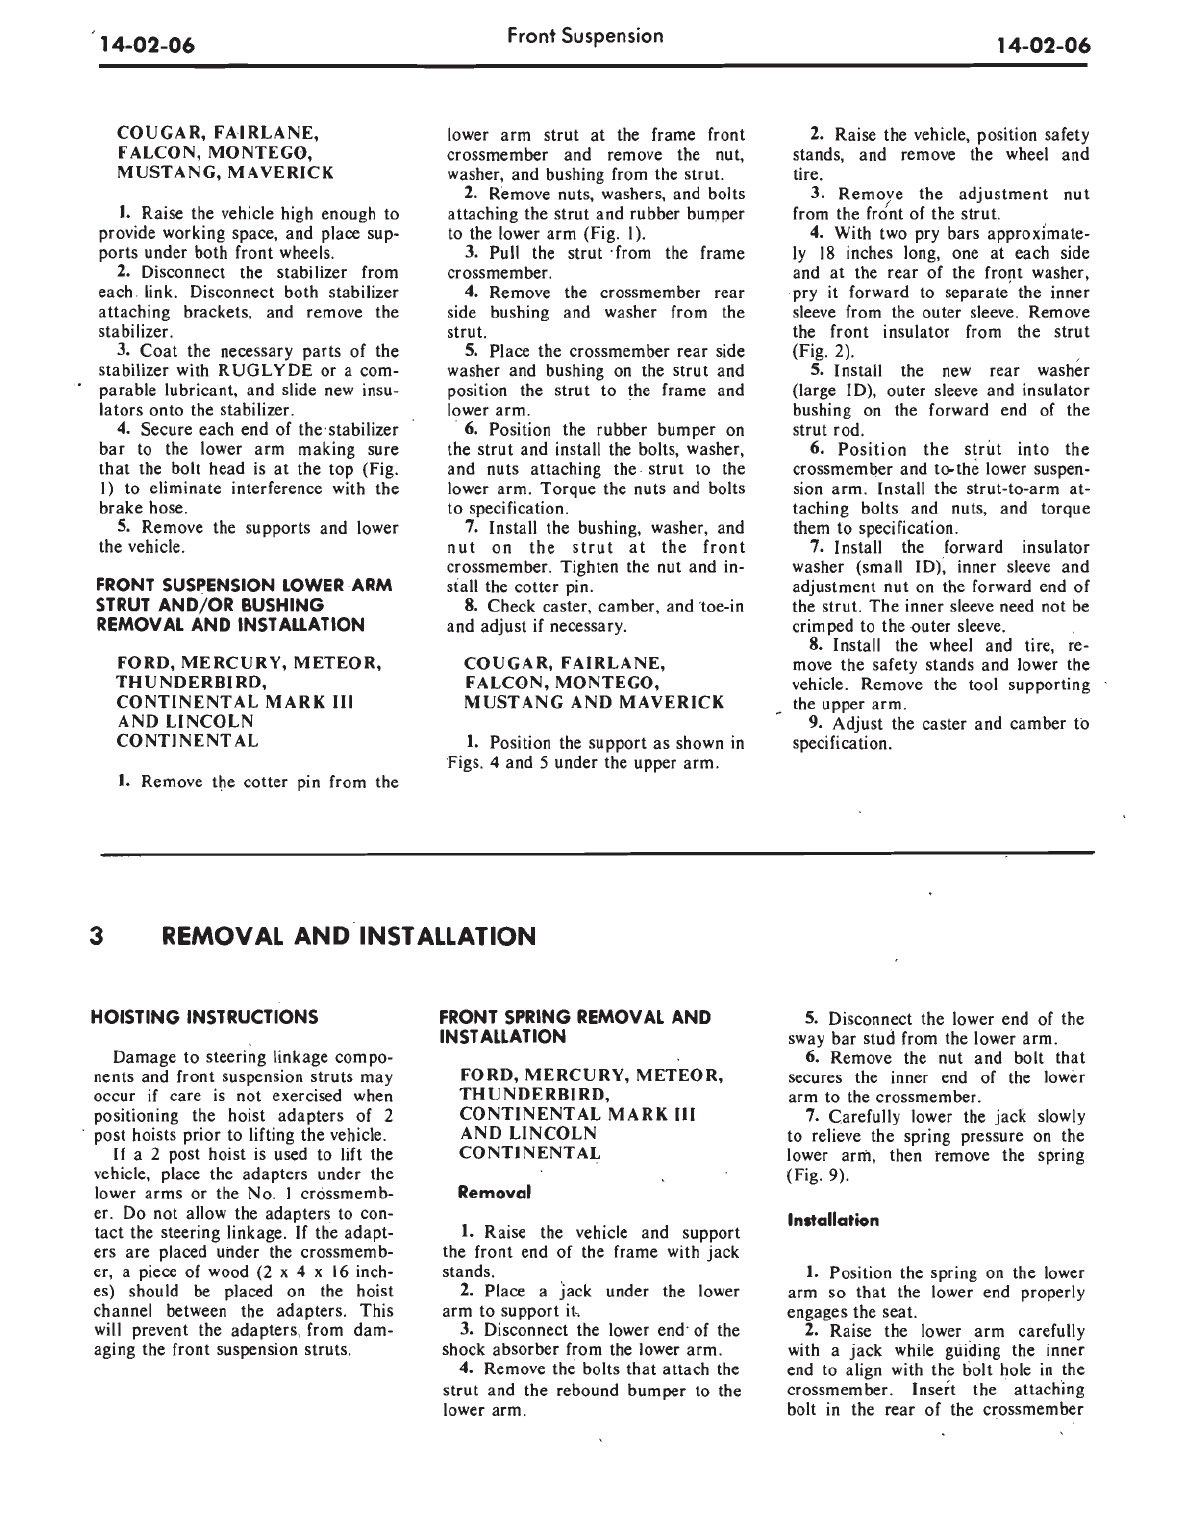 14-02-06
Front Suspension
14-02-06
COUGAR, FAIRLANE,
FALCON, MONTEGO,
MUSTANG, MAVERICK
1. Raise the vehicle high enough to
provide working space, and place sup-
ports under both front wheels.
2. Disconnect the stabilizer from
each link. Disconnect both stabilizer
attaching brackets, and remove the
stabilizer.
3. Coat the necessary parts of the
stabilizer with RUGLYDE or a com-
parable lubricant, and slide new insu-
lators onto the stabilizer.
4. Secure each end of the stabilizer
bar to the lower arm making sure
that the bolt head is at the top (Fig.
1) to eliminate interference with the
brake hose.
5. Remove the supports and lower
the vehicle.
FRONT SUSPENSION LOWER ARM
STRUT AND/OR BUSHING
REMOVAL AND INSTALLATION
FORD, MERCURY, METEOR,
THUNDERBIRD,
CONTINENTAL MARK III
AND LINCOLN
CONTINENTAL
1. Remove the cotter pin from the
lower arm strut at the frame front
crossmember and remove the nut,
washer, and bushing from the strut.
2. Remove nuts, washers, and bolts
attaching the strut and rubber bumper
to the lower arm (Fig. 1).
3. Pull the strut from the frame
crossmember.
4. Remove the crossmember rear
side bushing and washer from the
strut.
5. Place the crossmember rear side
washer and bushing on the strut and
position the strut to the frame and
lower arm.
6. Position the rubber bumper on
the strut and install the bolts, washer,
and nuts attaching the strut to the
lower arm. Torque the nuts and bolts
to specification.
7. Install the bushing, washer, and
nut on the strut at the front
crossmember. Tighten the nut and in-
stall the cotter pin.
8. Check caster, camber, and toe-in
and adjust if necessary.
COUGAR, FAIRLANE,
FALCON, MONTEGO,
MUSTANG AND MAVERICK
1. Position the support as shown in
Figs. 4 and 5 under the upper arm.
2. Raise the vehicle, position safety
stands, and remove the wheel and
tire.
3. Remove the adjustment nut
from the front of the strut.
4. With two pry bars approximate-
ly 18 inches long, one at each side
and at the rear of the front washer,
pry it forward to separate the inner
sleeve from the outer sleeve. Remove
the front insulator from the strut
(Fig. 2).
5. Install the new rear washer
(large ID), outer sleeve and insulator
bushing on the forward end of the
strut rod.
6. Position the strut into the
crossmember and to the lower suspen-
sion arm. Install the strut-to-arm at-
taching bolts and nuts, and torque
them to specification.
7. Install the forward insulator
washer (small ID), inner sleeve and
adjustment nut on the forward end of
the strut. The inner sleeve need not be
crimped to the outer sleeve.
8. Install the wheel and tire, re-
move the safety stands and lower the
vehicle. Remove the tool supporting
the upper arm.
9. Adjust the caster and camber to
specification.
3 REMOVAL AND INSTALLATION
HOISTING INSTRUCTIONS
Damage to steering linkage compo-
nents and front suspension struts may
occur if care is not exercised when
positioning the hoist adapters of 2
post hoists prior to lifting the vehicle.
If a 2 post hoist is used to lift the
vehicle, place the adapters under the
lower arms or the No. 1 crossmemb-
er. Do not allow the adapters to con-
tact the steering linkage. If the adapt-
ers are placed under the crossmemb-
er, a piece of wood (2 x 4 x 16 inch-
es) should be placed on the hoist
channel between the adapters. This
will prevent the adapters from dam-
aging the front suspension struts.
FRONT SPRING REMOVAL AND
INSTALLATION
FORD, MERCURY, METEOR,
THUNDERBIRD,
CONTINENTAL MARK III
AND LINCOLN
CONTINENTAL
Removal
1. Raise the vehicle and support
the front end of the frame with jack
stands.
2. Place a jack under the lower
arm to support it.
3. Disconnect the lower end of the
shock absorber from the lower arm.
4. Remove the bolts that attach the
strut and the rebound bumper to the
lower arm.
5. Disconnect the lower end of the
sway bar stud from the lower arm.
6. Remove the nut and bolt that
secures the inner end of the lower
arm to the crossmember.
7. Carefully lower the jack slowly
to relieve the spring pressure on the
lower arm, then remove the spring
(Fig. 9).
Installation
1. Position the spring on the lower
arm so that the lower end properly
engages the seat.
2. Raise the lower arm carefully
with a jack while guiding the inner
end to align with the bolt hole in the
crossmember. Insert the attaching
bolt in the rear of the crossmember